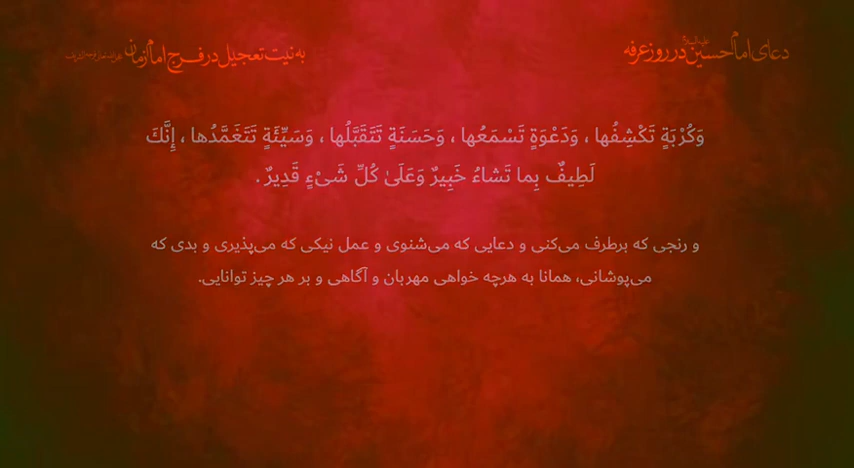 دعای امام حسین علیه‌السلام در روز عرفه
به نیت تعجیل در فرج امام زمان
وَكُرْبَةٍ تَكْشِفُها ، وَدَعْوَةٍ تَسْمَعُها ، وَحَسَنَةٍ تَتَقَبَّلُها ، وَسَيِّئَةٍ تَتَغَمَّدُها ، إِنَّكَ
لَطِيفٌ بِما تَشاءُ خَبِيرٌ وَعَلَىٰ كُلِّ شَىْءٍ قَدِيرٌ .
و رنجی که برطرف می‌کنی و دعایی که می‌شنوی و عمل نیکی که می‌پذیری و بدی که
می‌پوشانی، همانا به هرچه خواهی مهربان و آگاهی و بر هر چیز توانایی.